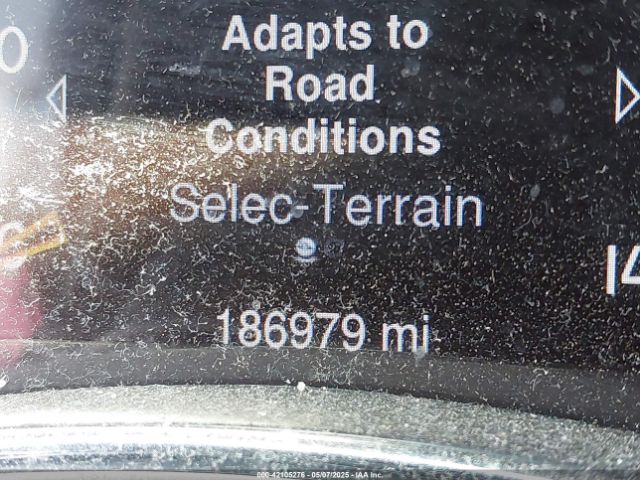 Adapts to
Road
Conditions
Selec-Terrain
186979 mi
000-42105276 - 05/07/2025 - IAA Inc.